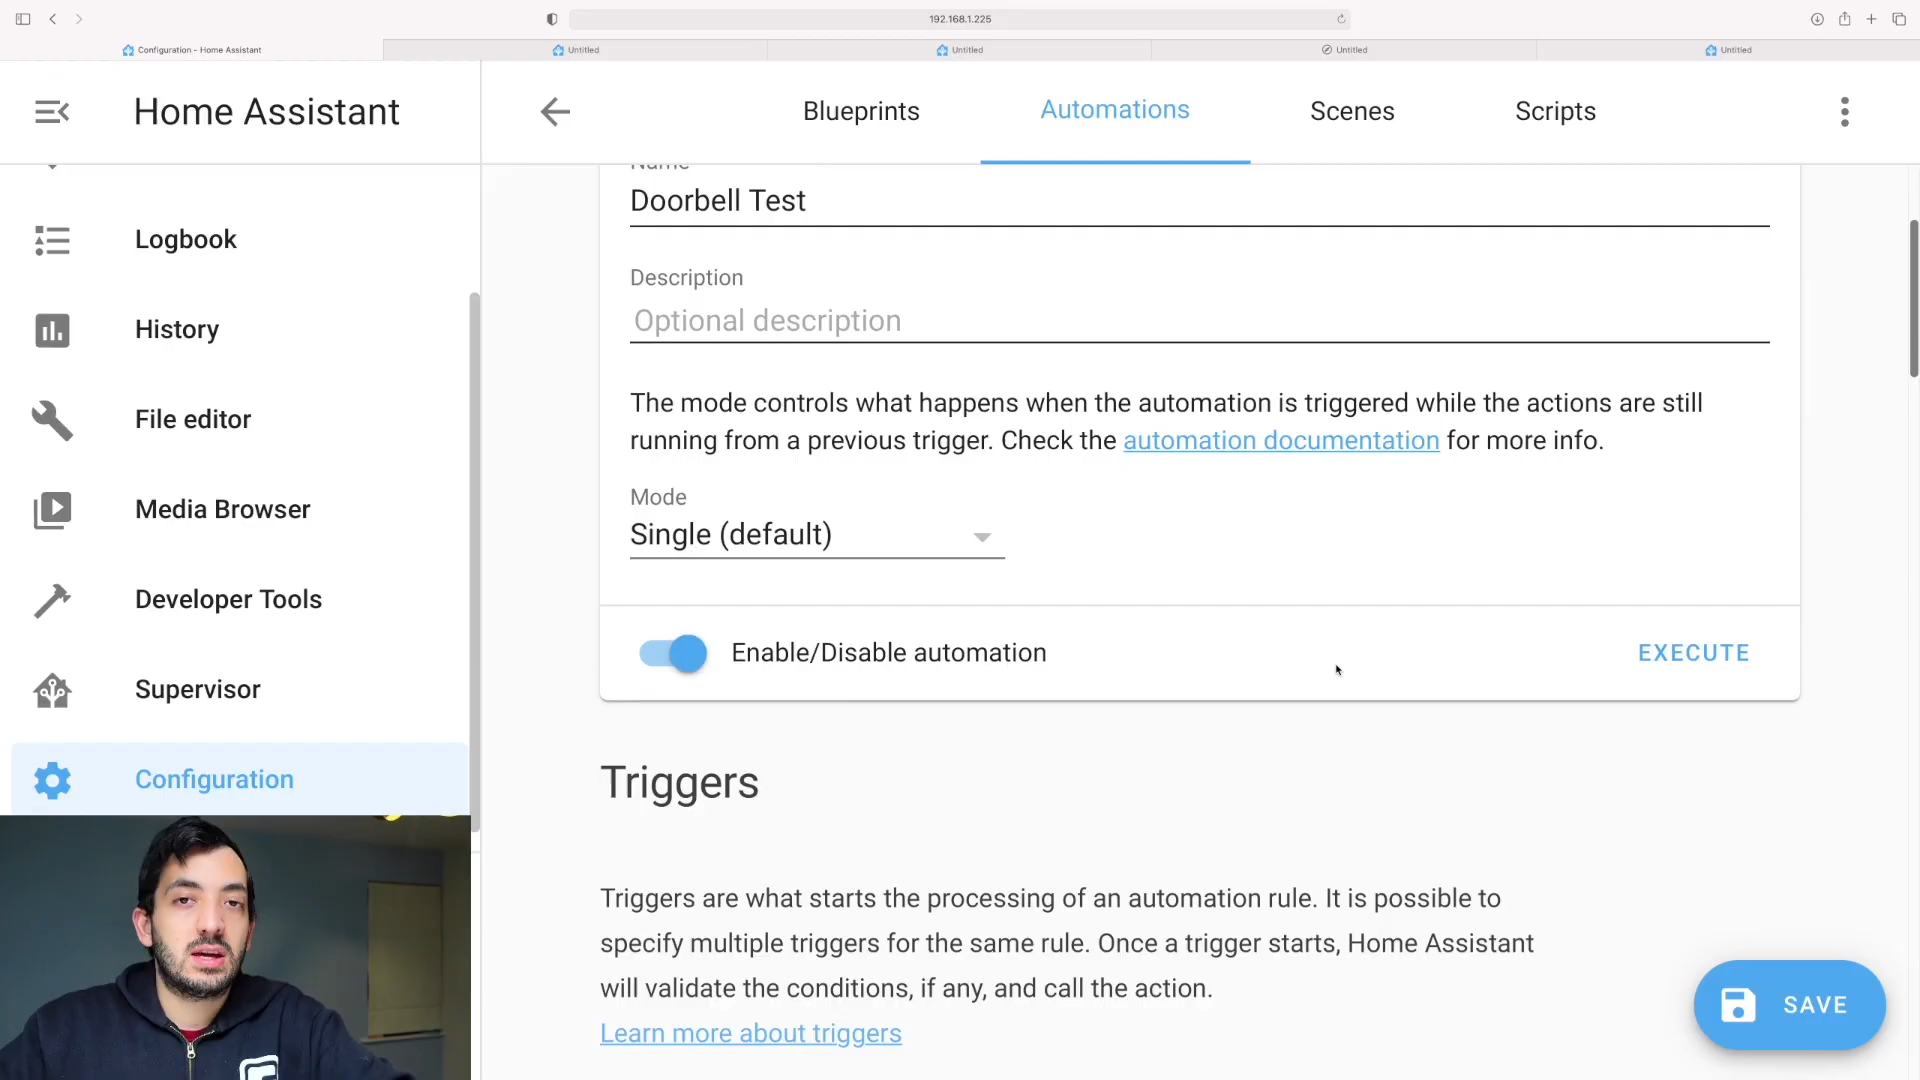 192.168.1.225
Configuration - Home Assistant
Untitled
Untitled
Untitled
Untitled
Home Assistant
Blueprints
Automations
Scenes
Scripts
Logbook
History
File editor
Media Browser
Developer Tools
Supervisor
Configuration
Name
Doorbell Test
Description
Optional description
The mode controls what happens when the automation is triggered while the actions are still
running from a previous trigger. Check the automation documentation for more info.
Mode
Single (default)
Enable/Disable automation
EXECUTE
Triggers
Triggers are what starts the processing of an automation rule. It is possible to
specify multiple triggers for the same rule. Once a trigger starts, Home Assistant
will validate the conditions, if any, and call the action.
Learn more about triggers
SAVE